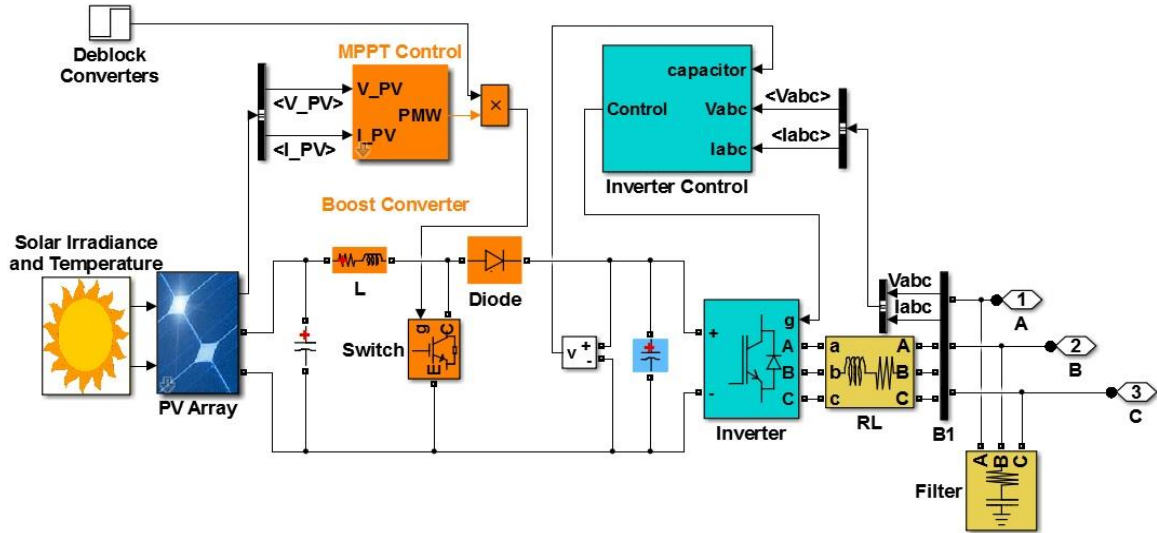 Deblock
Converters
MPPT Control
<V_PV>
<I_PV>
V_PV
PMW
I_PV
×
capacitor
Control
Vabc
Iabc
<Vabc>
<Iabc>
Inverter Control
Boost Converter
Solar Irradiance
and Temperature
PV Array
L
Diode
Switch
g
C
E
v
+
-
+
-
g
A
B
C
Inverter
a
b
c
A
B
C
RL
Vabc
Iabc
B1
1
A
2
B
3
C
A
B
C
Filter